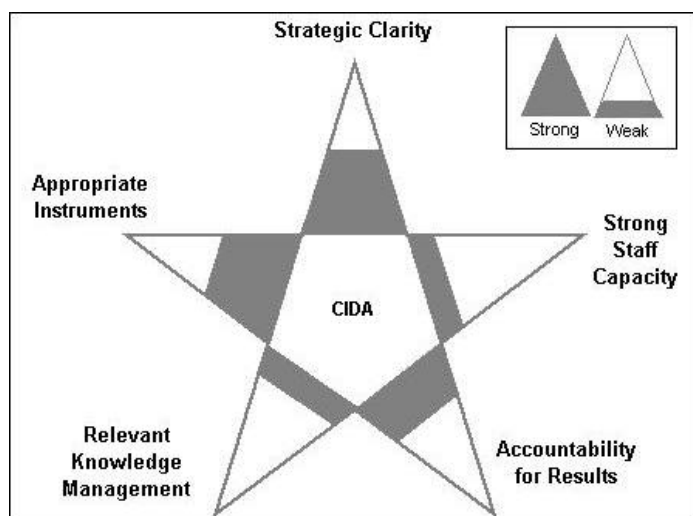 Strategic Clarity
Strong
Weak
Appropriate
Instruments
Strong
Staff
Capacity
CIDA
Relevant
Knowledge
Management
Accountability
for Results